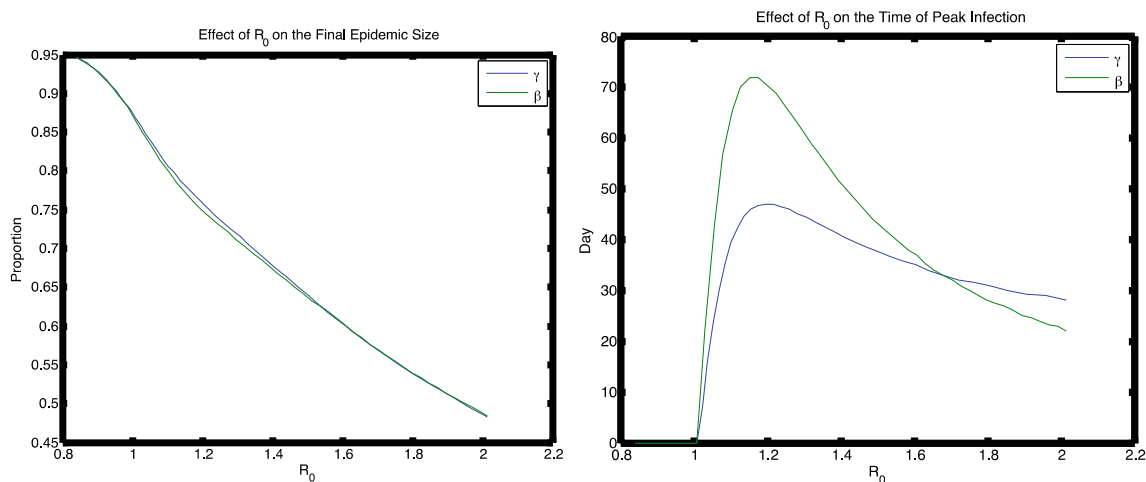 Effect of R0 on the Final Epidemic Size
0.95
0.9
0.85
0.8
0.75
0.7
0.65
0.6
0.55
0.5
0.45
Proportion
γ
β
0.8 1 1.2 1.4 1.6 1.8 2 2.2
R0
Effect of R0 on the Time of Peak Infection
80
70
60
50
40
30
20
10
0
Day
γ
β
0.8 1 1.2 1.4 1.6 1.8 2 2.2
R0